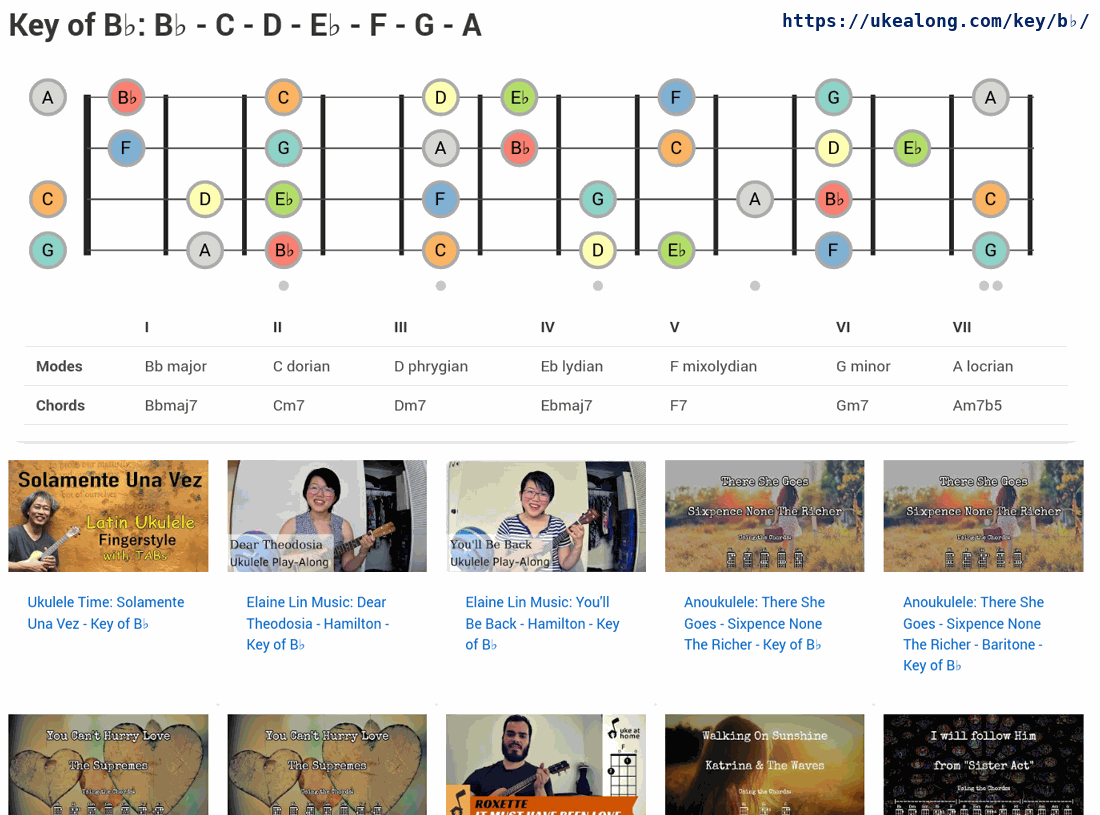 Key of B♭: B♭ - C - D - E♭ - F - G - A
https://ukealong.com/key/b♭/
A B♭ C D E♭ F G A
F G A B♭ C D E♭
C D E♭ F G A B♭ C
G A B♭ C D E♭ F G
I II III IV V VI VII
Modes Bb major C dorian D phrygian Eb lydian F mixolydian G minor A locrian
Chords Bbmaj7 Cm7 Dm7 Ebmaj7 F7 Gm7 Am7b5
Solamente Una Vez
Latin Ukulele
Fingerstyle
with TABs
Dear Theodosia
Ukulele Play-Along
You'll Be Back
Ukulele Play-Along
There She Goes
Sixpence None The Richer
Using the Chords:
There She Goes
Sixpence None The Richer
Using the Chords:
Ukulele Time: Solamente
Una Vez - Key of B♭
Elaine Lin Music: Dear
Theodosia - Hamilton -
Key of B♭
Elaine Lin Music: You'll
Be Back - Hamilton - Key
of B♭
Anoukulele: There She
Goes - Sixpence None
The Richer - Key of B♭
Anoukulele: There She
Goes - Sixpence None
The Richer - Baritone -
Key of B♭
You Can't Hurry Love
The Supremes
Using the Chords:
You Can't Hurry Love
The Supremes
Using the Chords:
uke at
home
F
ROXETTE
IT MUST HAVE BEEN LOVE
Walking On Sunshine
Katrina & The Waves
Using the Chords:
I will follow Him
from "Sister Act"
Using the Chords: